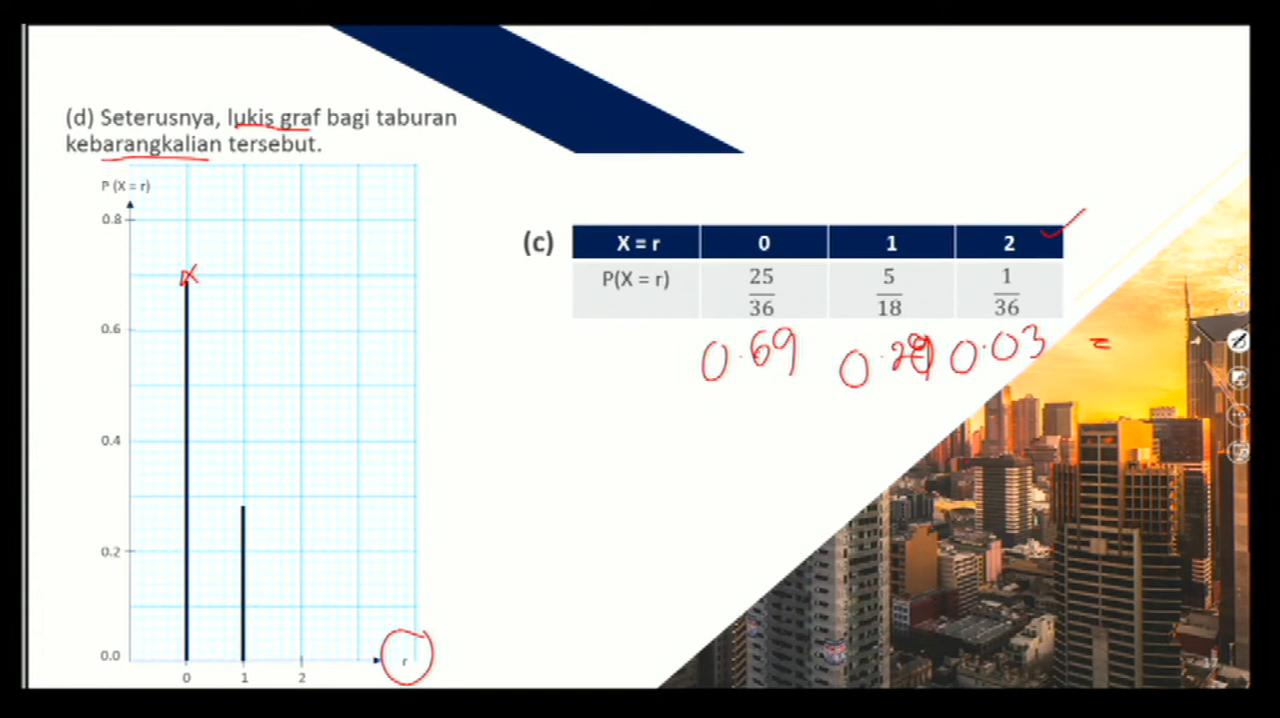 (d) Seterusnya, lukis graf bagi taburan
kebarangkalian tersebut.
P (X = r)
0.8
0.6
0.4
0.2
0.0
0 1 2
r
(c)
X = r 0 1 2
P(X = r) 25/36 5/18 1/36
0.69 0.03 =
17